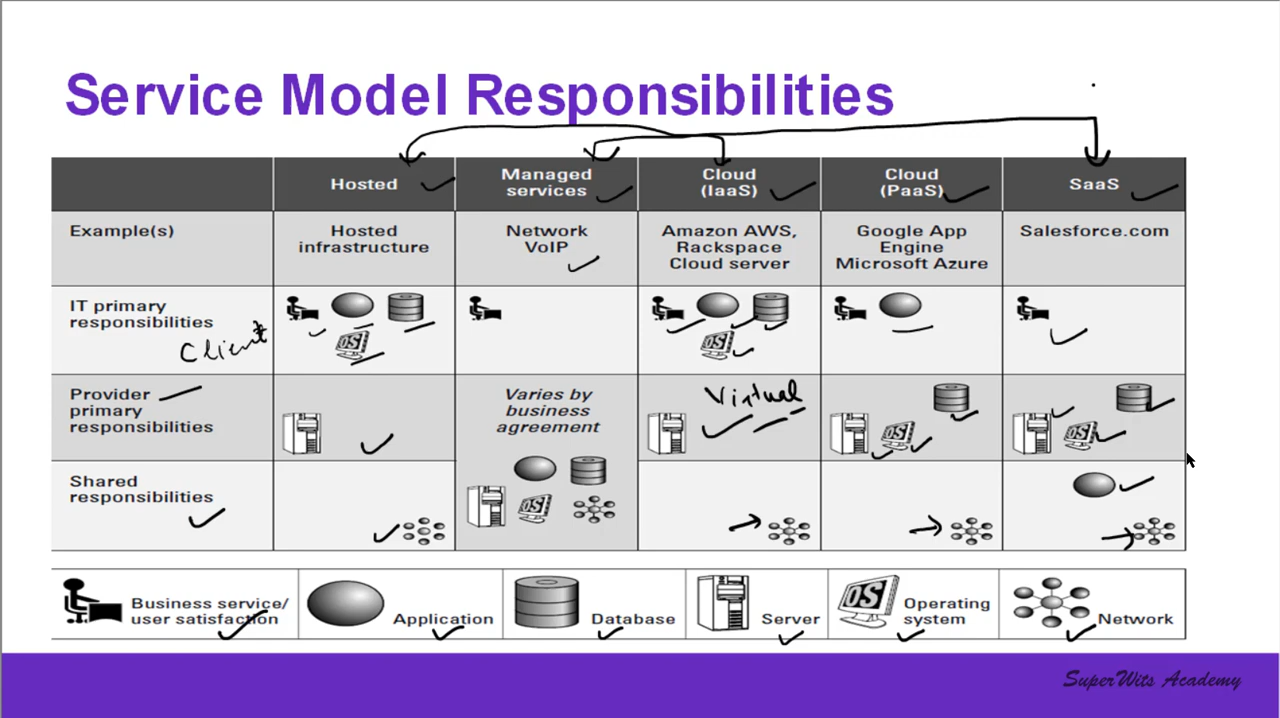 Service Model Responsibilities
Hosted
Managed
services
Cloud
(IaaS)
Cloud
(PaaS)
SaaS
Example(s)
Hosted
infrastructure
Network
VoIP
Amazon AWS,
Rackspace
Cloud server
Google App
Engine
Microsoft Azure
Salesforce.com
IT primary
responsibilities
Client
OS
OS
Provider
primary
responsibilities
Varies by
business
agreement
Virtual
OS
OS
Shared
responsibilities
OS
Business service/
user satisfaction
Application
Database
Server
OS
Operating
system
Network
SuperWits Academy